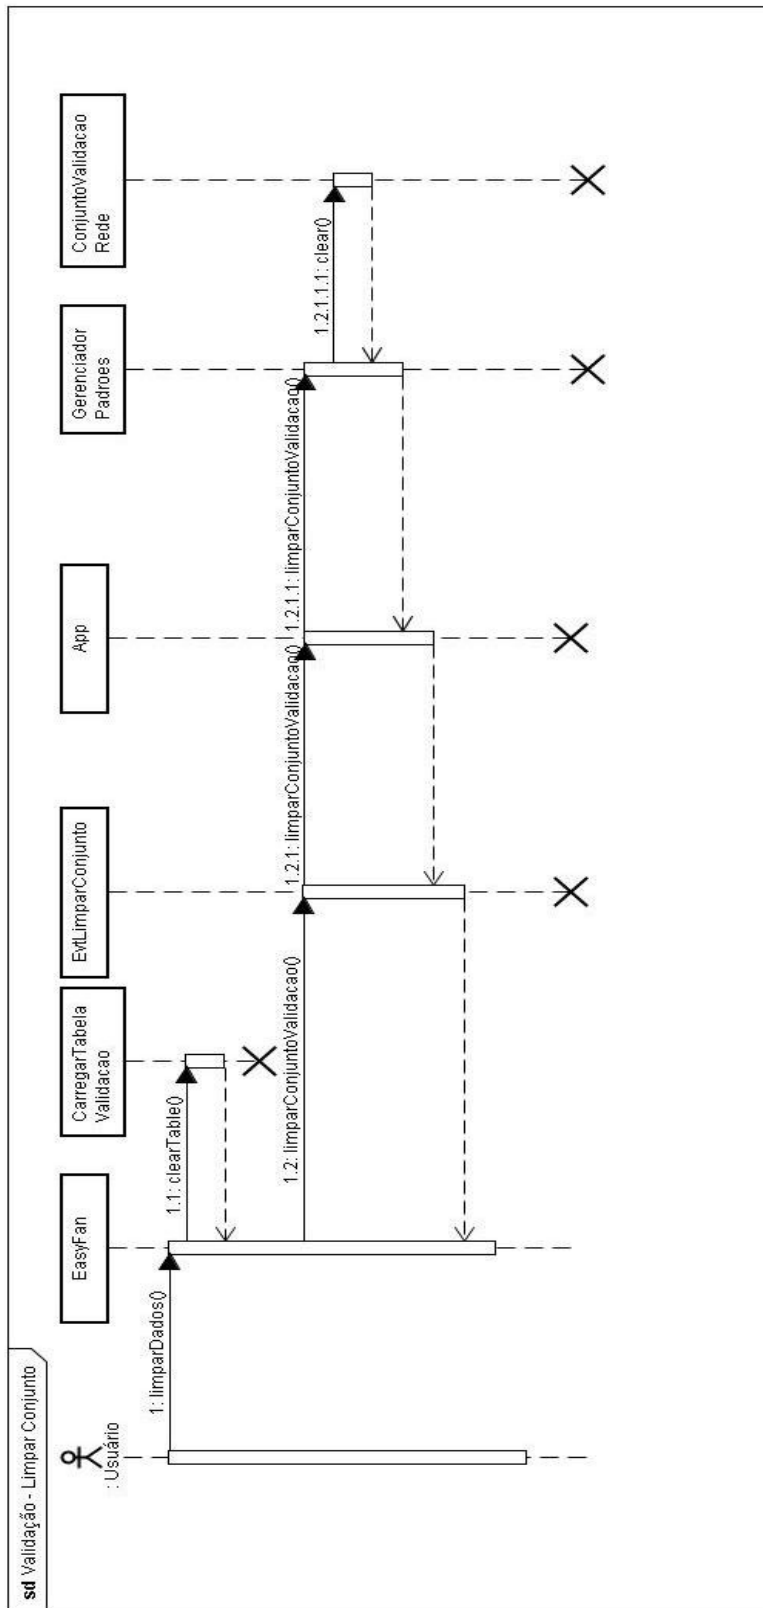 sd Validação - Limpar Conjunto
: Usuário
EasyFan
CarregarTabela
Validacao
EvtLimparConjunto
App
Gerenciador
Padroes
ConjuntoValidacao
Rede
1: limparDados()
1.1: clearTable()
1.2: limparConjuntoValidacao()
1.2.1: limparConjuntoValidacao()
1.2.1.1: limparConjuntoValidacao()
1.2.1.1.1: clear()